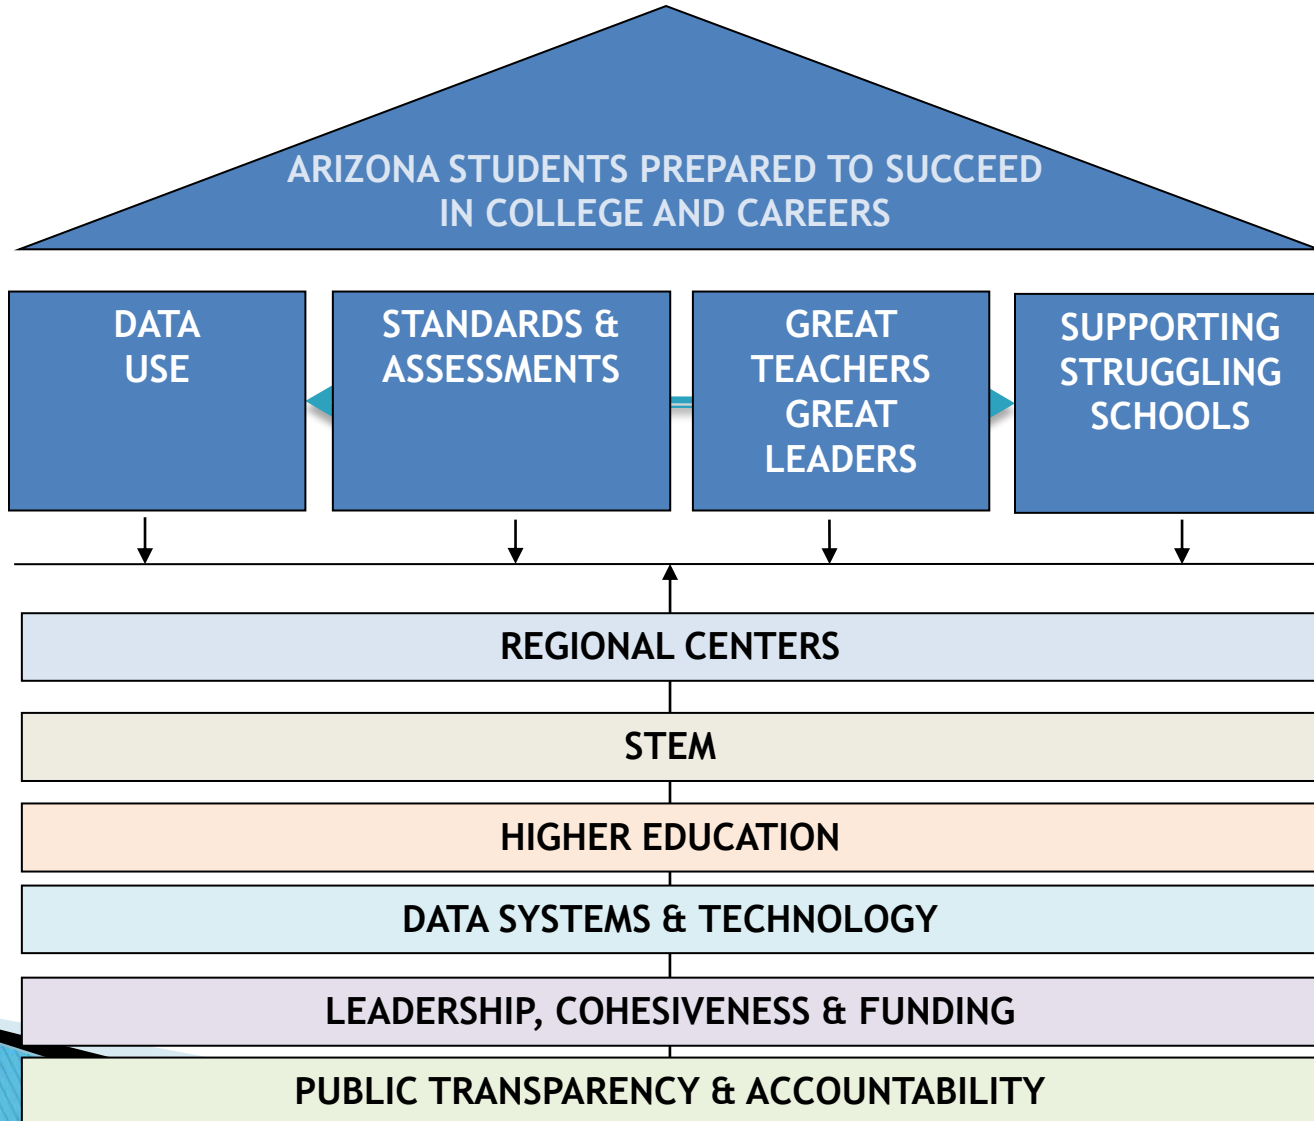 ARIZONA STUDENTS PREPARED TO SUCCEED
IN COLLEGE AND CAREERS
DATA
USE
STANDARDS &
ASSESSMENTS
GREAT
TEACHERS
GREAT
LEADERS
SUPPORTING
STRUGGLING
SCHOOLS
REGIONAL CENTERS
STEM
HIGHER EDUCATION
DATA SYSTEMS & TECHNOLOGY
LEADERSHIP, COHESIVENESS & FUNDING
PUBLIC TRANSPARENCY & ACCOUNTABILITY